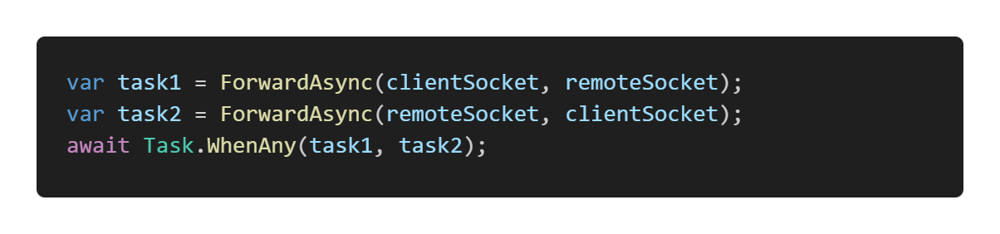 var task1 = ForwardAsync(clientSocket, remoteSocket);
var task2 = ForwardAsync(remoteSocket, clientSocket);
await Task.WhenAny(task1, task2);